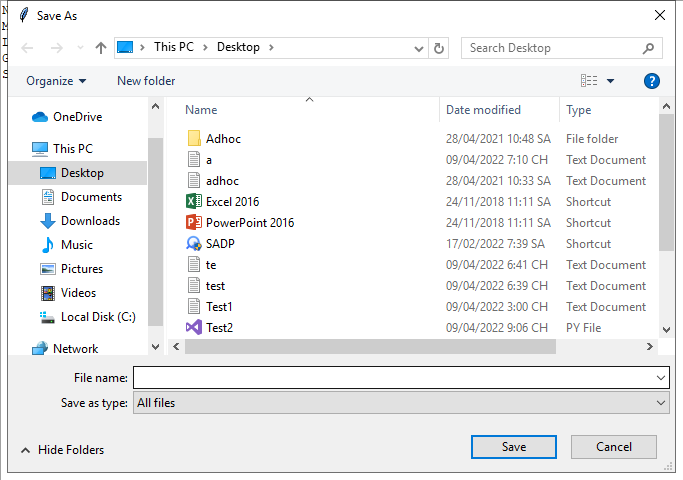 Save As
This PC > Desktop >
Search Desktop
Organize
New folder
?
Name Date modified Type
OneDrive
This PC
Desktop
Documents
Downloads
Music
Pictures
Videos
Local Disk (C:)
Network
Adhoc 28/04/2021 10:48 SA File folder
a 09/04/2022 7:10 CH Text Document
adhoc 28/04/2021 10:33 SA Text Document
Excel 2016 24/11/2018 11:11 SA Shortcut
PowerPoint 2016 24/11/2018 11:11 SA Shortcut
SADP 17/02/2022 7:39 SA Shortcut
te 09/04/2022 6:41 CH Text Document
test 09/04/2022 6:39 CH Text Document
Test1 09/04/2022 3:00 CH Text Document
Test2 09/04/2022 9:06 CH PY File
File name:
Save as type: All files
Hide Folders
Save
Cancel